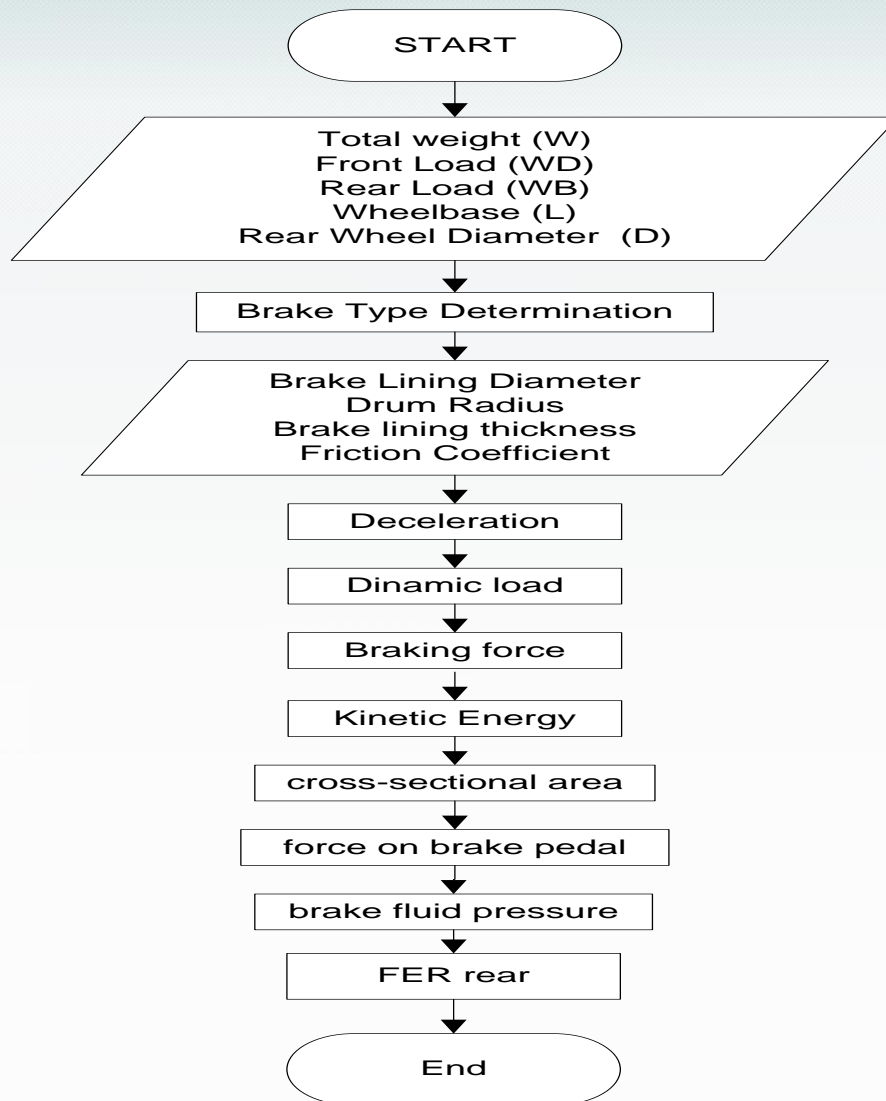 START
Total weight (W)
Front Load (WD)
Rear Load (WB)
Wheelbase (L)
Rear Wheel Diameter (D)
Brake Type Determination
Brake Lining Diameter
Drum Radius
Brake lining thickness
Friction Coefficient
Deceleration
Dinamic load
Braking force
Kinetic Energy
cross-sectional area
force on brake pedal
brake fluid pressure
FER rear
End